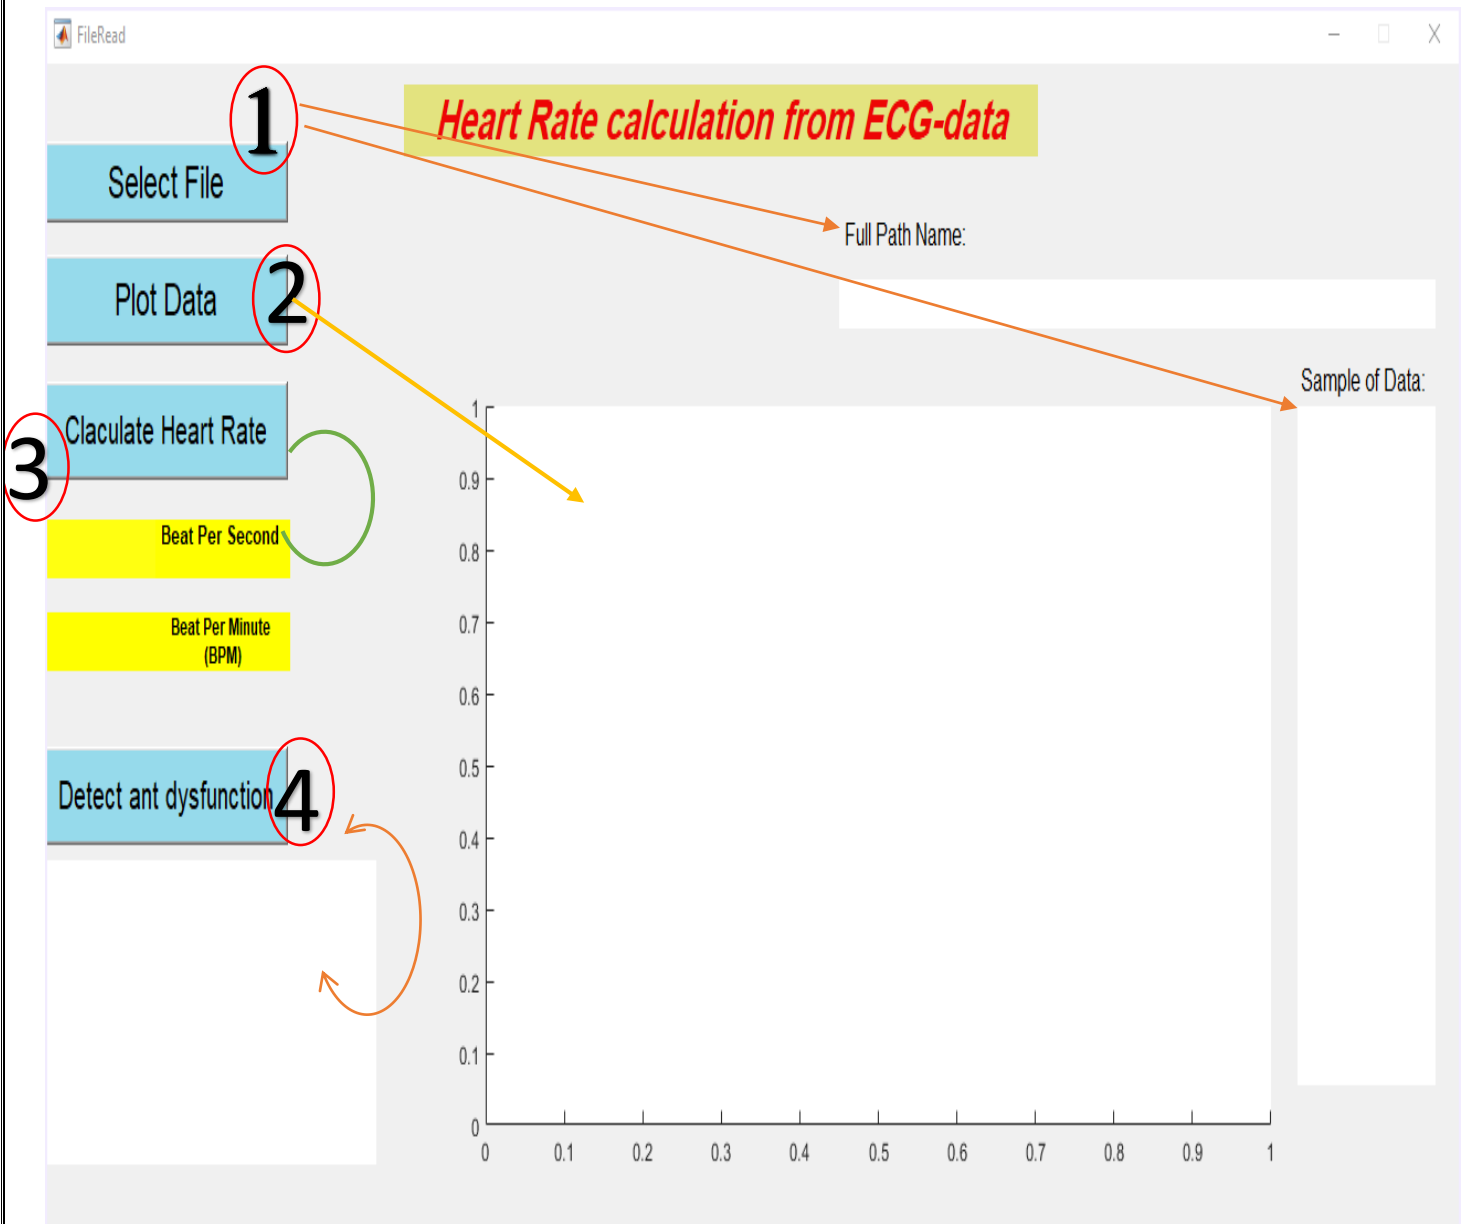 FileRead
Heart Rate calculation from ECG-data
1
Select File
Full Path Name:
2
Plot Data
Sample of Data:
3
Claculate Heart Rate
Beat Per Second
Beat Per Minute
(BPM)
4
Detect ant dysfunction
1
0.9
0.8
0.7
0.6
0.5
0.4
0.3
0.2
0.1
0
0 0.1 0.2 0.3 0.4 0.5 0.6 0.7 0.8 0.9 1